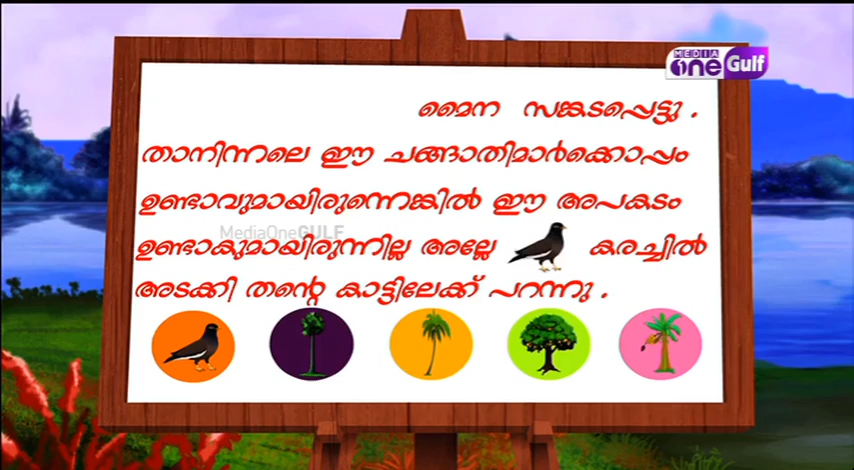 MEDIA
one Gulf
മൈന സങ്കടപ്പെട്ടു .
താനിന്നലെ ഈ ചങ്ങാതിമാർക്കൊപ്പം
ഉണ്ടാവുമായിരുന്നെങ്കിൽ ഈ അപകടം
MediaOneGULF
ഉണ്ടാകുമായിരുന്നില്ല അല്ലേ കരച്ചിൽ
അടക്കി തന്റെ കാട്ടിലേക്ക് പറന്നു .